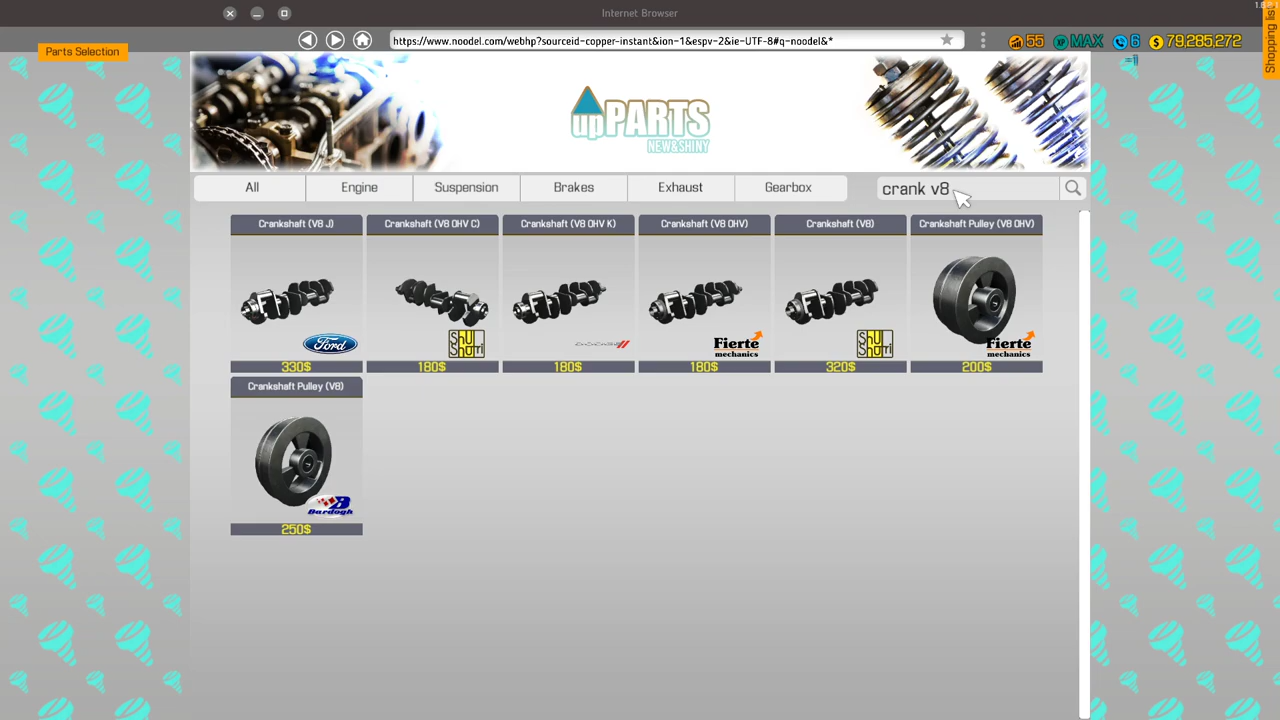 Internet Browser
Parts Selection
https://www.noodel.com/webhp?sourceid-copper-instant&ion-1&espv-2&ie-UTF-8#q-noodel&*
55
XP MAX
6
$ 79,285,272
Shopping list
upPARTS
NEW&SHINY
All
Engine
Suspension
Brakes
Exhaust
Gearbox
crank v8
Crankshaft (V8 J)
Crankshaft (V8 OHV C)
Crankshaft (V8 OHV K)
Crankshaft (V8 OHV)
Crankshaft (V8)
Crankshaft Pulley (V8 OHV)
Ford
Shu
Shu
Fierte
mechanics
Fierte
mechanics
330$
180$
180$
180$
320$
200$
Crankshaft Pulley (V8)
250$